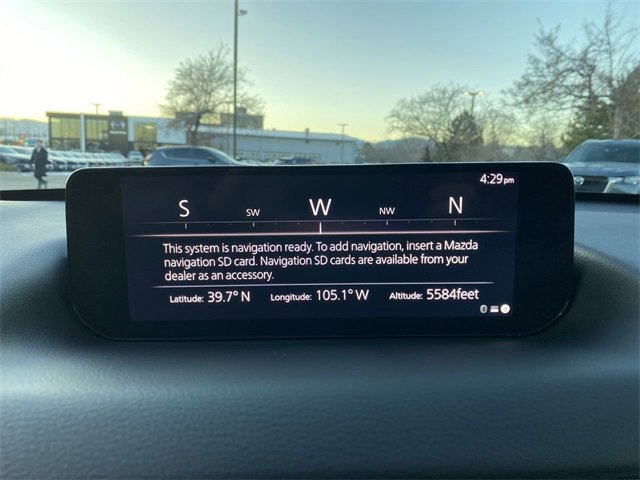 4:29pm
S SW W NW N
This system is navigation ready. To add navigation, insert a Mazda
navigation SD card. Navigation SD cards are available from your
dealer as an accessory.
Latitude: 39.7° N Longitude: 105.1° W Altitude: 5584feet